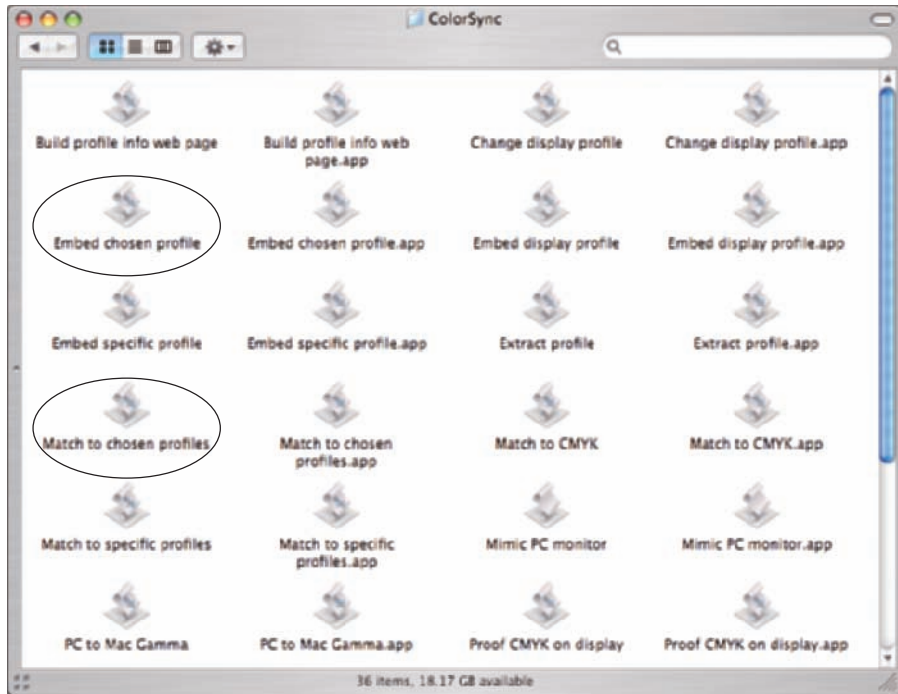 ColorSync
Build profile info web page
Build profile info web
page.app
Change display profile
Change display profile.app
Embed chosen profile
Embed chosen profile.app
Embed display profile
Embed display profile.app
Embed specific profile
Embed specific profile.app
Extract profile
Extract profile.app
Match to chosen profiles
Match to chosen
profiles.app
Match to CMYK
Match to CMYK.app
Match to specific profiles
Match to specific
profiles.app
Mimic PC monitor
Mimic PC monitor.app
PC to Mac Gamma
PC to Mac Gamma.app
Proof CMYK on display
Proof CMYK on display.app
36 items, 18.17 GB available